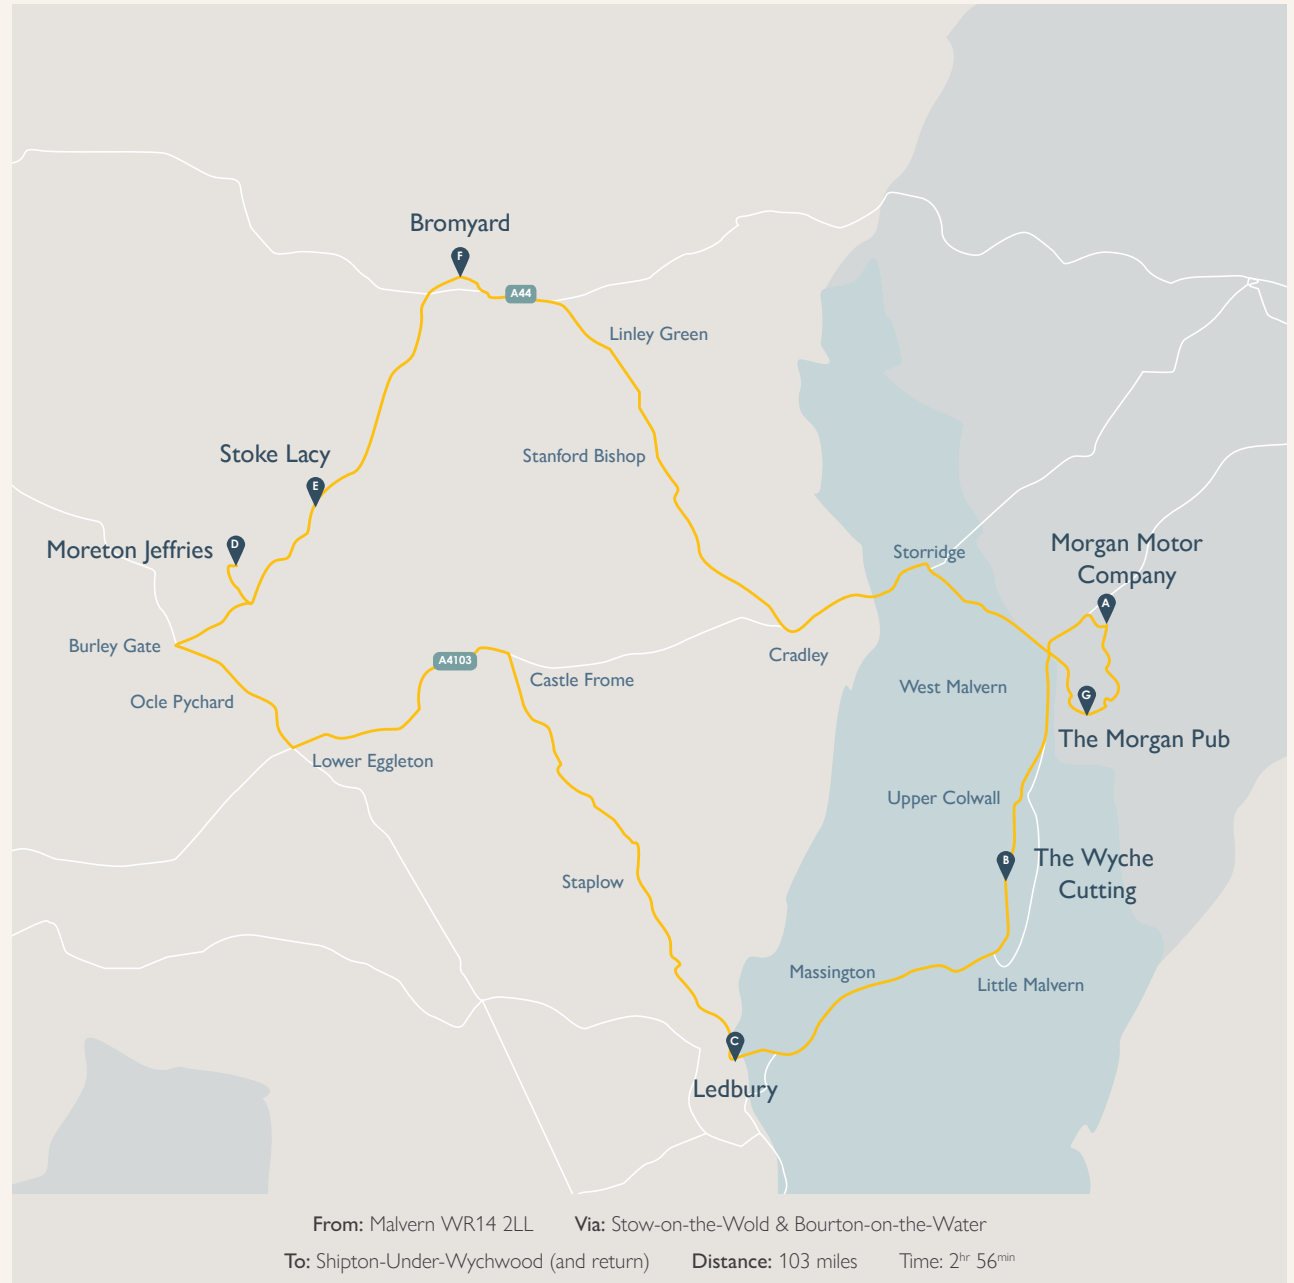 Bromyard
F
A44
Linley Green
Stoke Lacy
E
Stanford Bishop
Moreton Jeffries
D
Storridge
Morgan Motor
Company
A
Burley Gate
A4103
Cradley
Castle Frome
West Malvern
Ocle Pychard
G
The Morgan Pub
Lower Eggleton
Upper Colwall
B
The Wyche
Cutting
Staplow
Massington
Little Malvern
C
Ledbury
From: Malvern WR14 2LL Via: Stow-on-the-Wold & Bourton-on-the-Water
To: Shipton-Under-Wychwood (and return) Distance: 103 miles Time: 2hr 56min